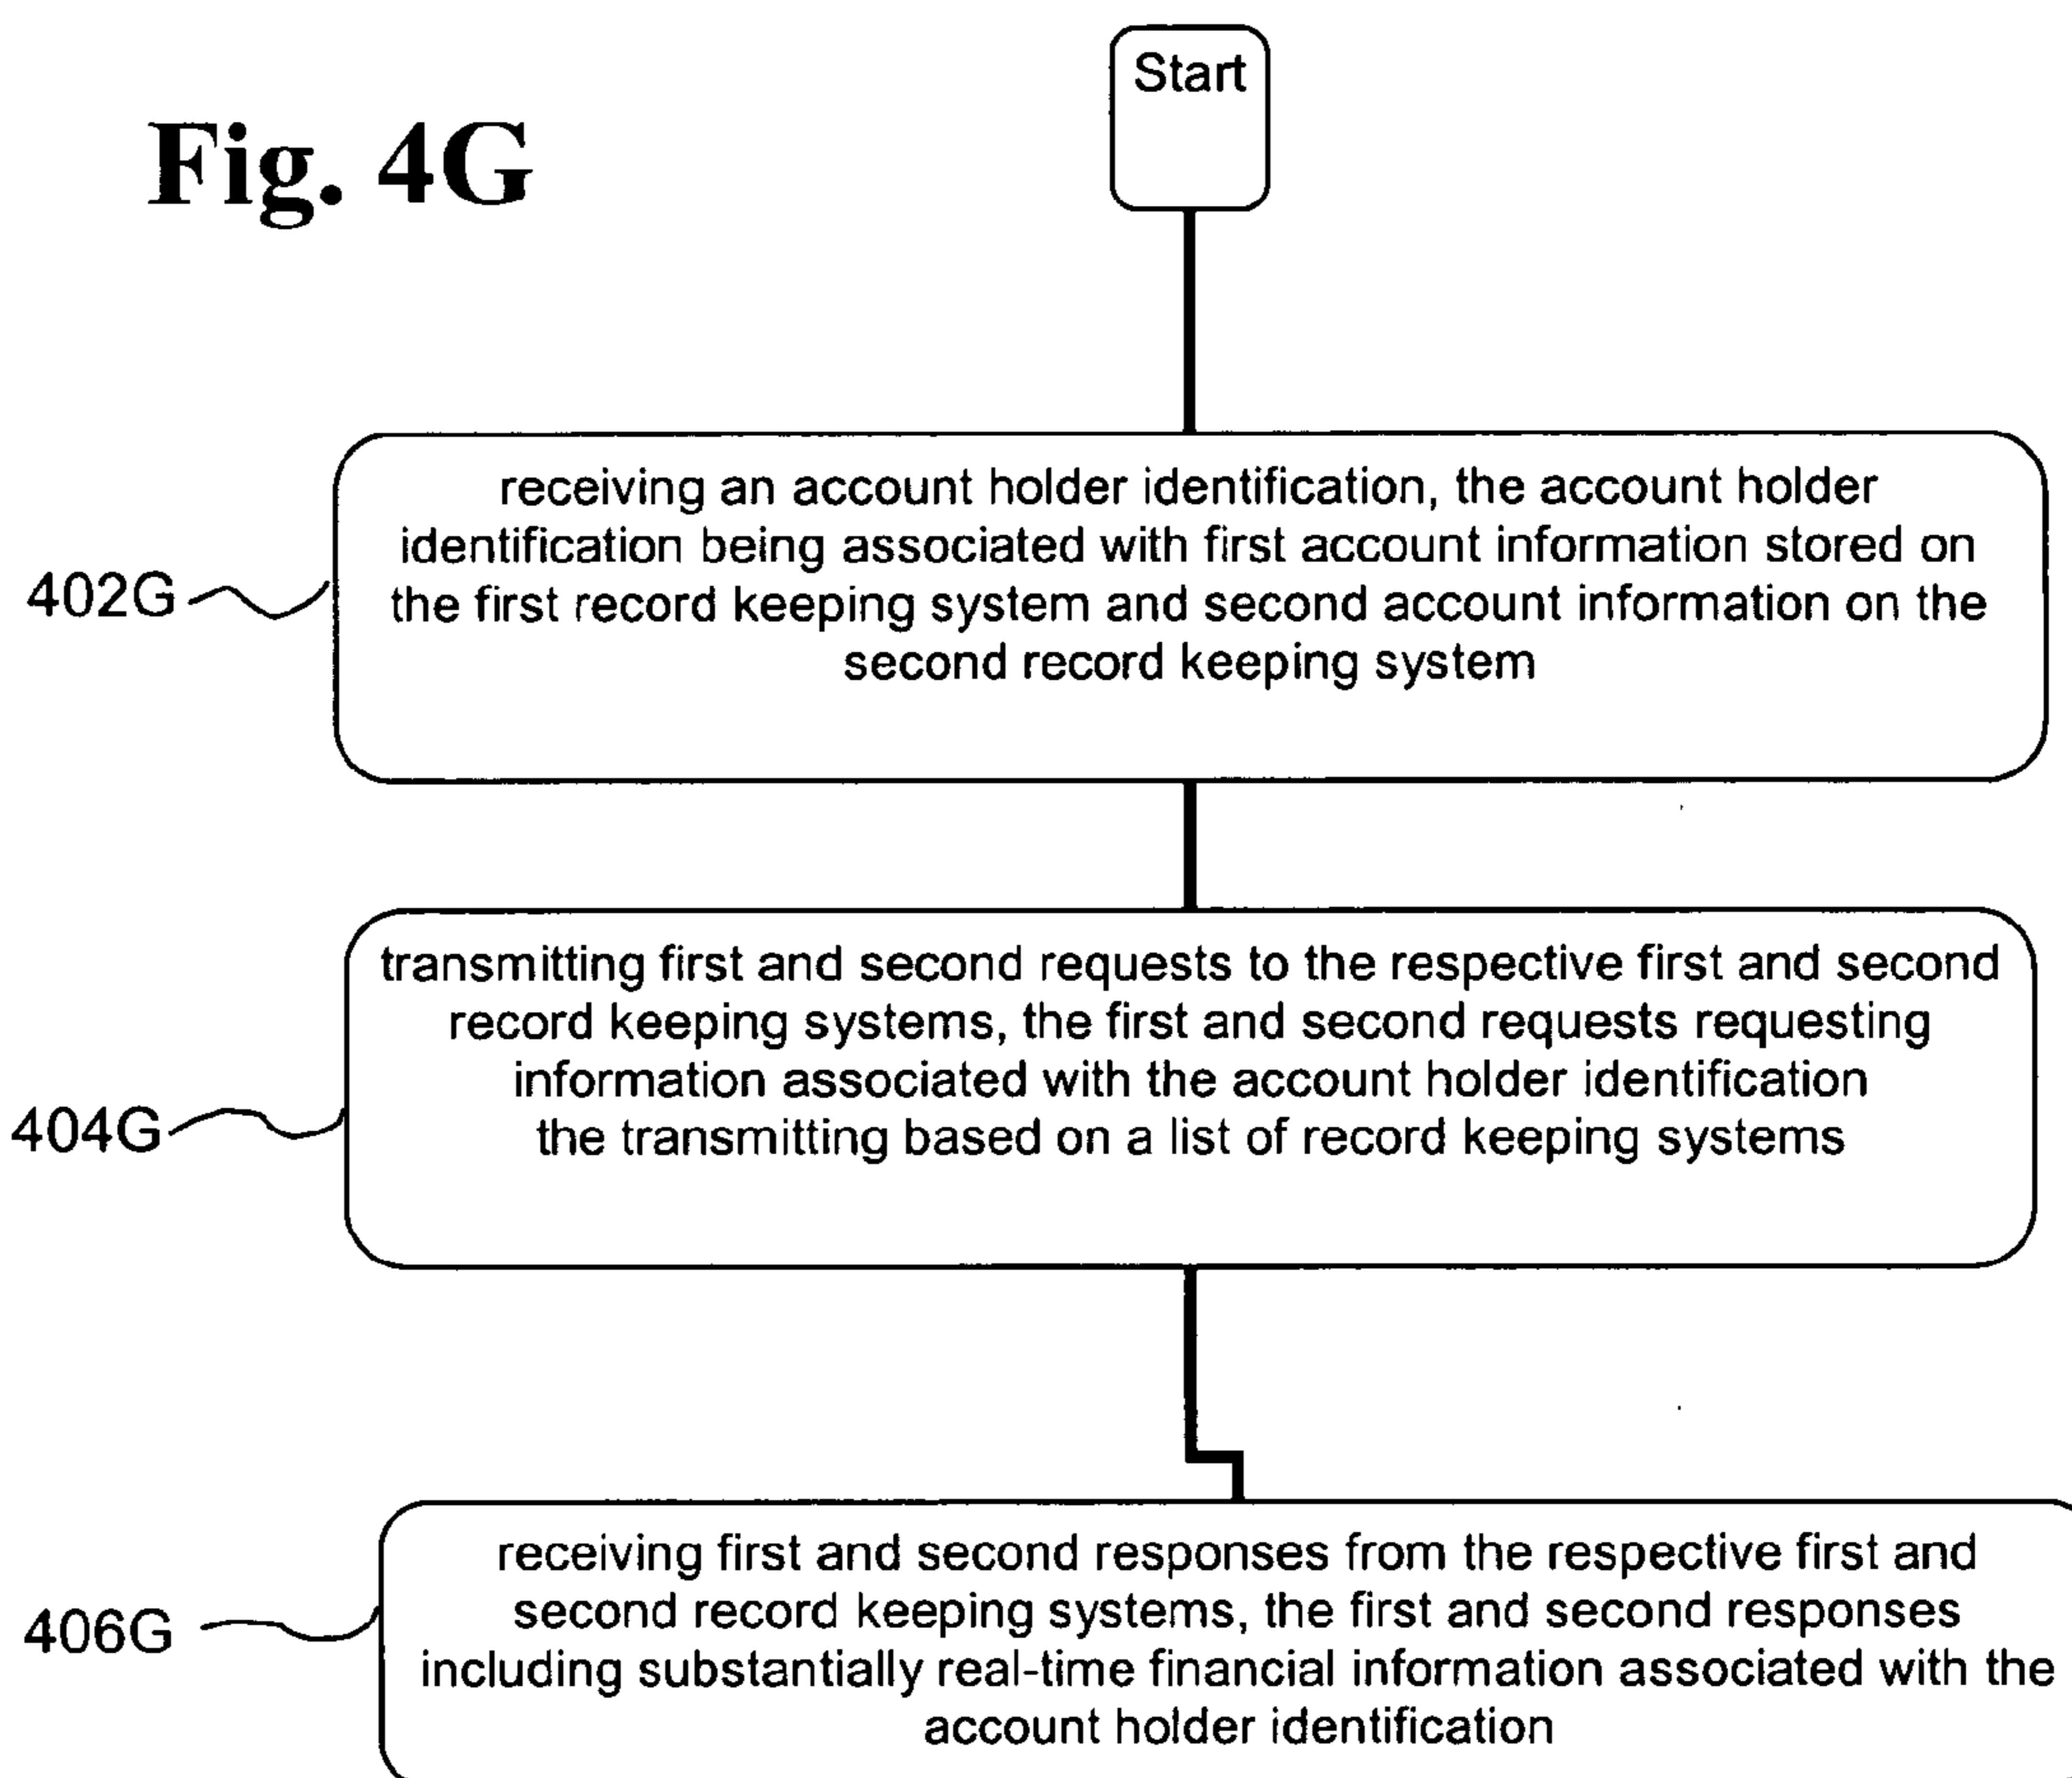 Start
Fig. 4G
receiving an account holder identification, the account holder
identification being associated with first account information stored on
the first record keeping system and second account information on the
second record keeping system
402G
transmitting first and second requests to the respective first and second
record keeping systems, the first and second requests requesting
information associated with the account holder identification
the transmitting based on a list of record keeping systems
404G
receiving first and second responses from the respective first and
second record keeping systems, the first and second responses
including substantially real-time financial information associated with the
account holder identification
406G